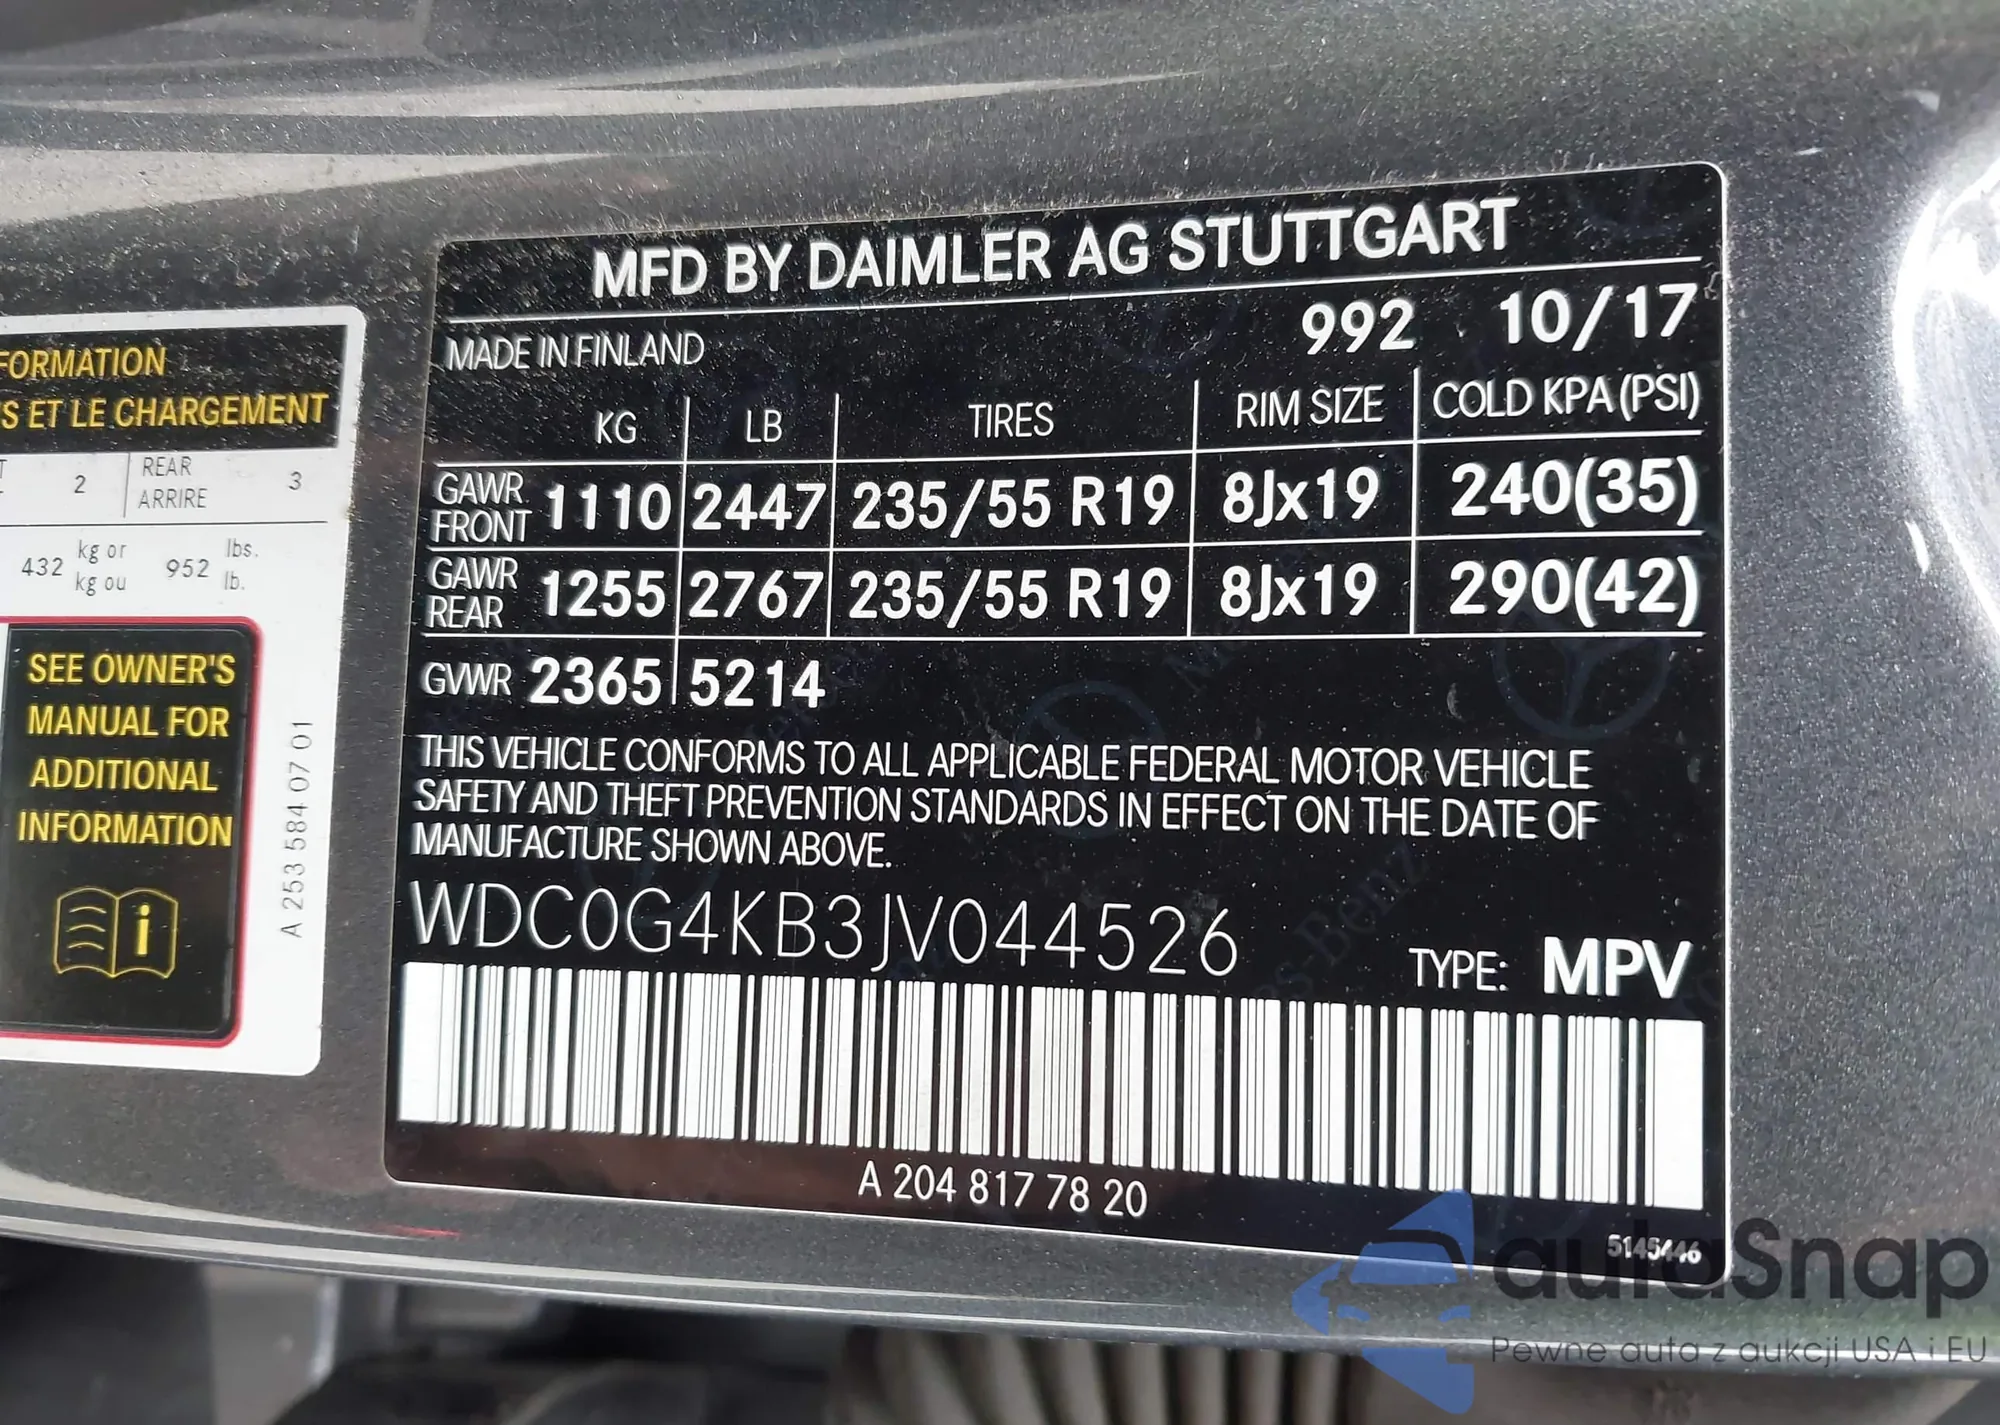 FORMATION
S ET LE CHARGEMENT
2 REAR 3
ARRIRE
432 kg or 952 lbs.
kg ou lb.
SEE OWNER'S
MANUAL FOR
ADDITIONAL
INFORMATION
i
A 253 584 07 01
MFD BY DAIMLER AG STUTTGART
MADE IN FINLAND 992 10/17
KG LB TIRES RIM SIZE COLD KPA (PSI)
GAWR FRONT 1110 2447 235/55 R19 8Jx19 240(35)
GAWR REAR 1255 2767 235/55 R19 8Jx19 290(42)
GVWR 2365 5214
THIS VEHICLE CONFORMS TO ALL APPLICABLE FEDERAL MOTOR VEHICLE
SAFETY AND THEFT PREVENTION STANDARDS IN EFFECT ON THE DATE OF
MANUFACTURE SHOWN ABOVE.
WDC0G4KB3JV044526
TYPE: MPV
A 204 817 78 20
5145446
autaSnap
Pewne auta z aukcji USA i EU